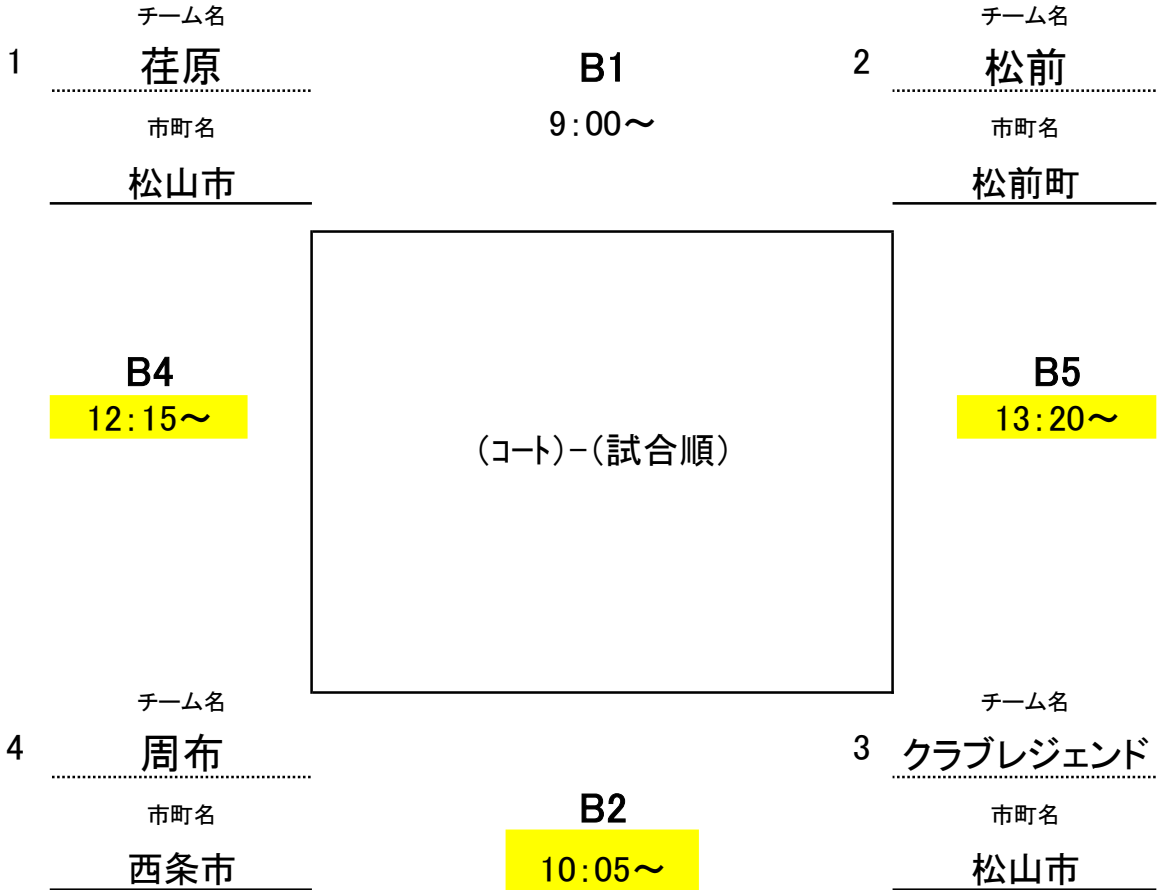 チーム名 チーム名
1 荏原 B1 2 松前
市町名 9:00～ 市町名
松山市 松前町
B4 B5
12:15～ 13:20～
(コート)-(試合順)
チーム名 チーム名
4 周布 3 クラブレジェンド
市町名 B2 市町名
西条市 10:05～ 松山市